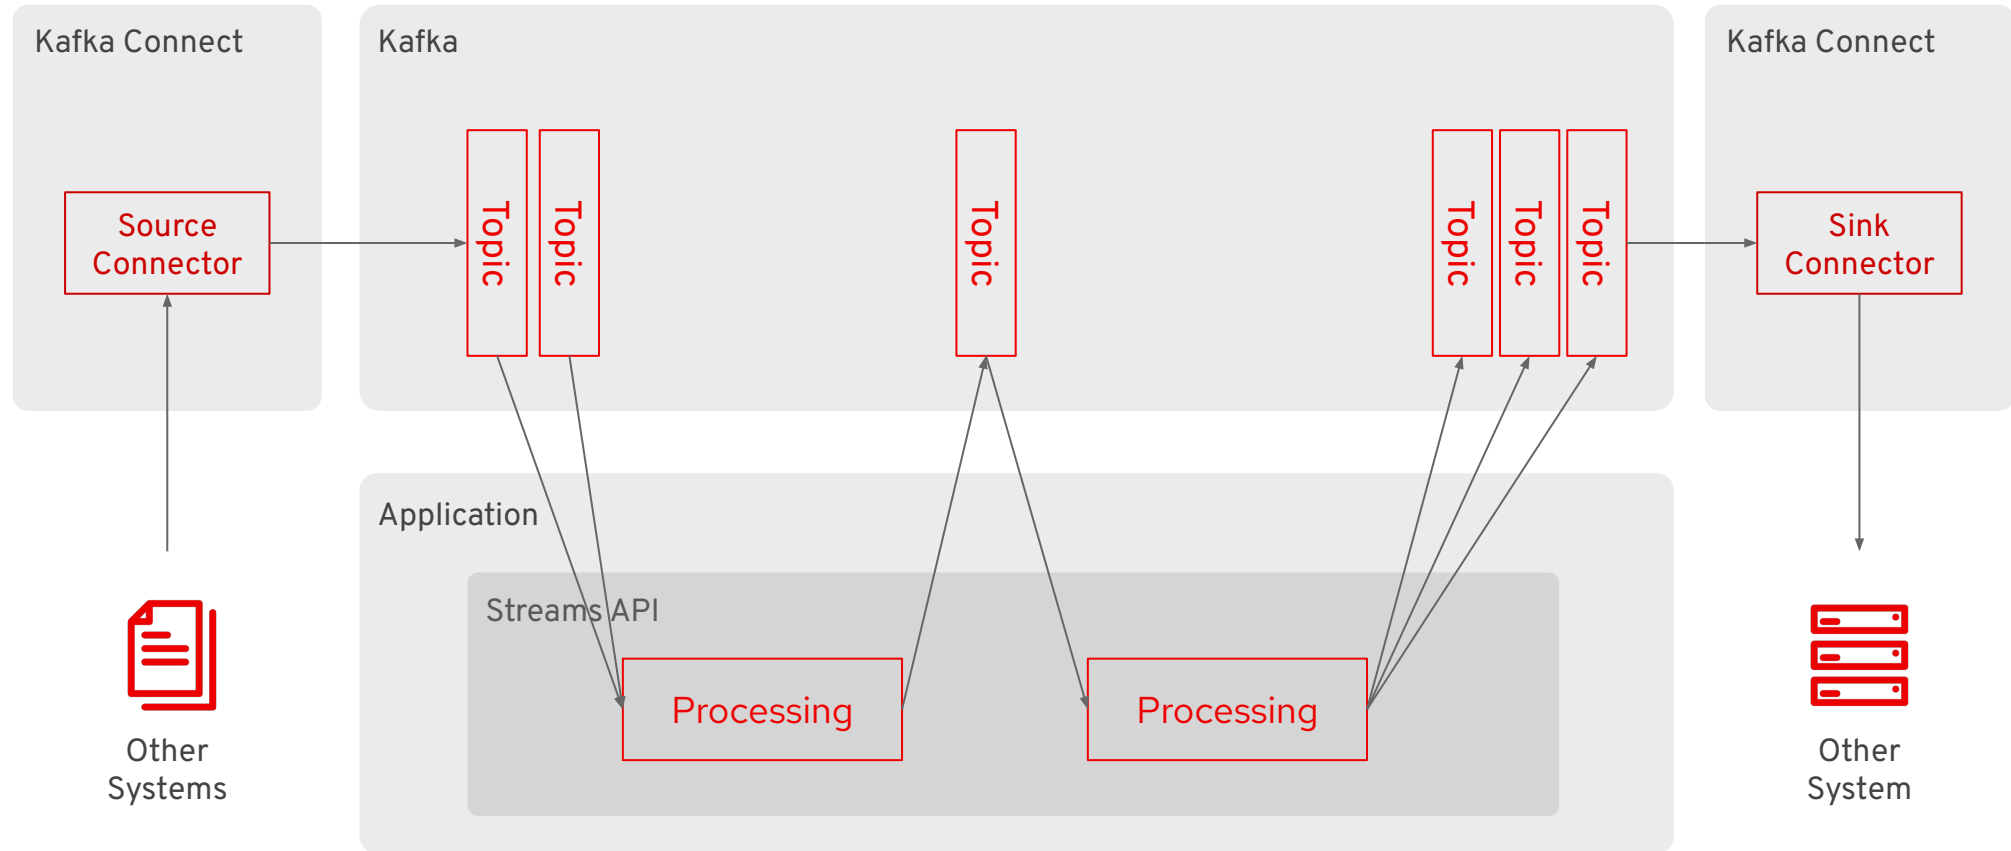 Kafka Connect
Kafka
Kafka Connect
Source
Connector
Topic
Topic
Topic
Topic
Topic
Topic
Sink
Connector
Application
Streams API
Processing
Processing
Other
Systems
Other
System